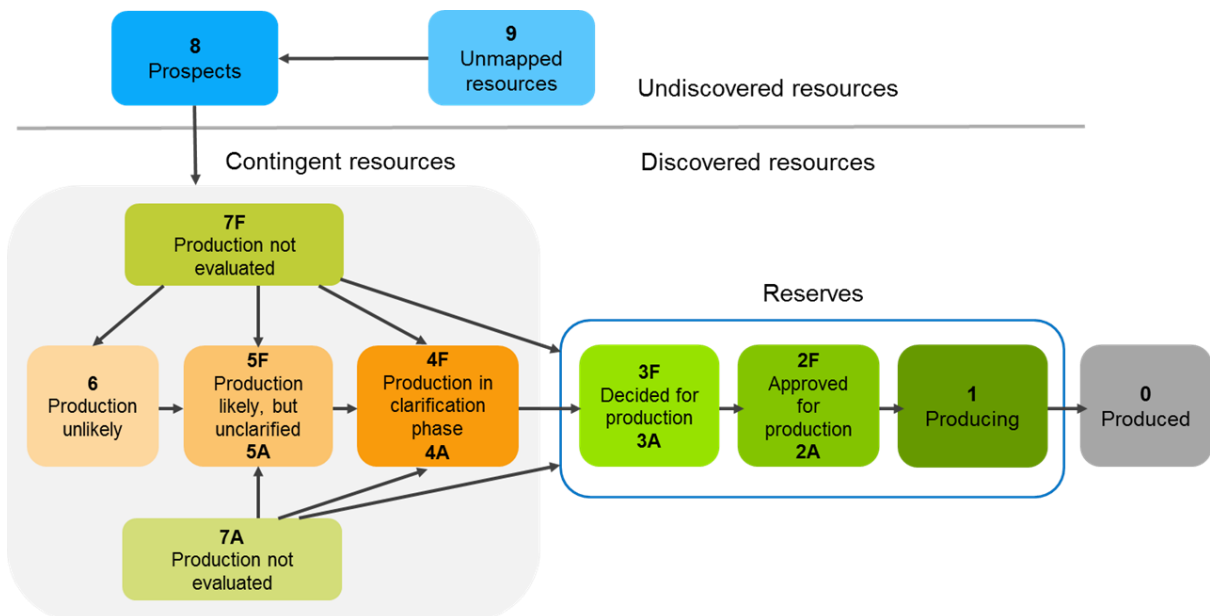 8
Prospects
9
Unmapped
resources
Undiscovered resources
Contingent resources
Discovered resources
7F
Production not
evaluated
Reserves
6
Production
unlikely
5F
Production
likely, but
unclarified
5A
4F
Production in
clarification
phase
4A
3F
Decided for
production
3A
2F
Approved
for
production
2A
1
Producing
0
Produced
7A
Production not
evaluated